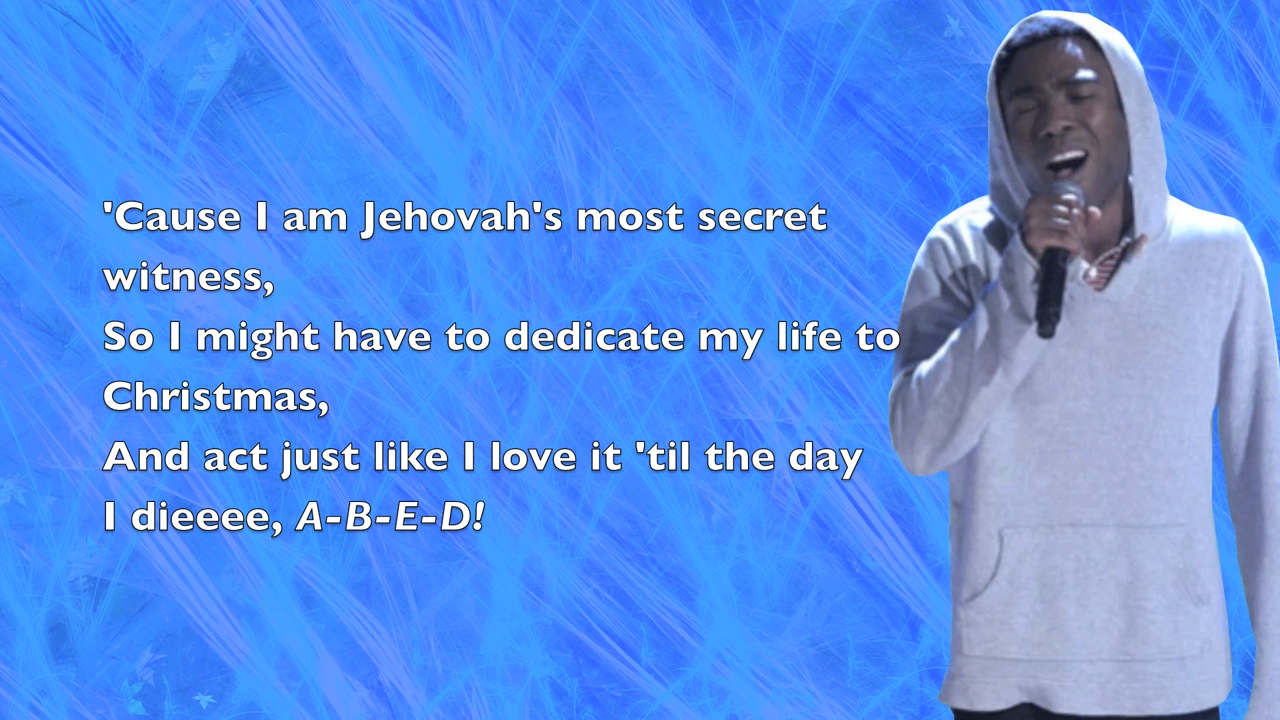 'Cause I am Jehovah's most secret
witness,
So I might have to dedicate my life to
Christmas,
And act just like I love it 'til the day
I dieeee, A-B-E-D!